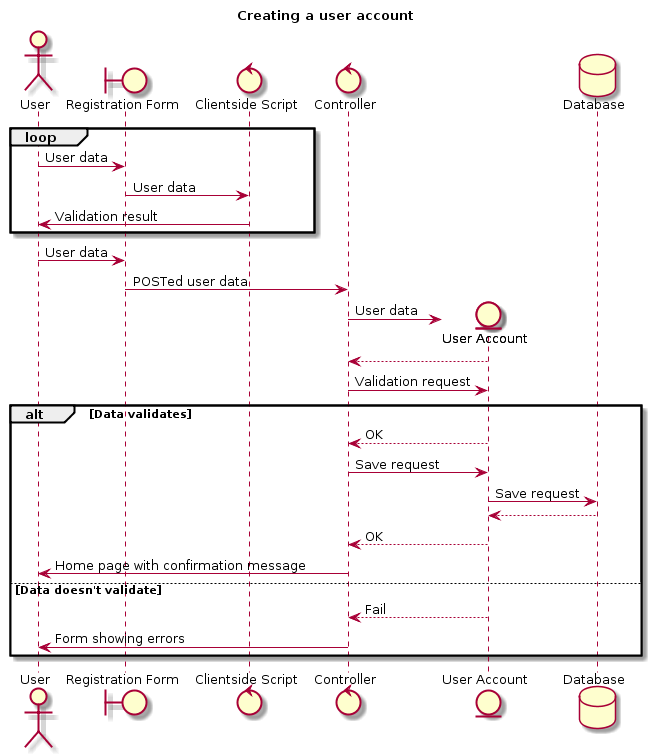 Creating a user account
User
Registration Form
Clientside Script
Controller
Database
loop
User data
User data
Validation result
User data
POSTed user data
User data
User Account
Validation request
alt [Data validates]
OK
Save request
Save request
OK
Home page with confirmation message
[Data doesn't validate]
Fail
Form showing errors
User
Registration Form
Clientside Script
Controller
User Account
Database